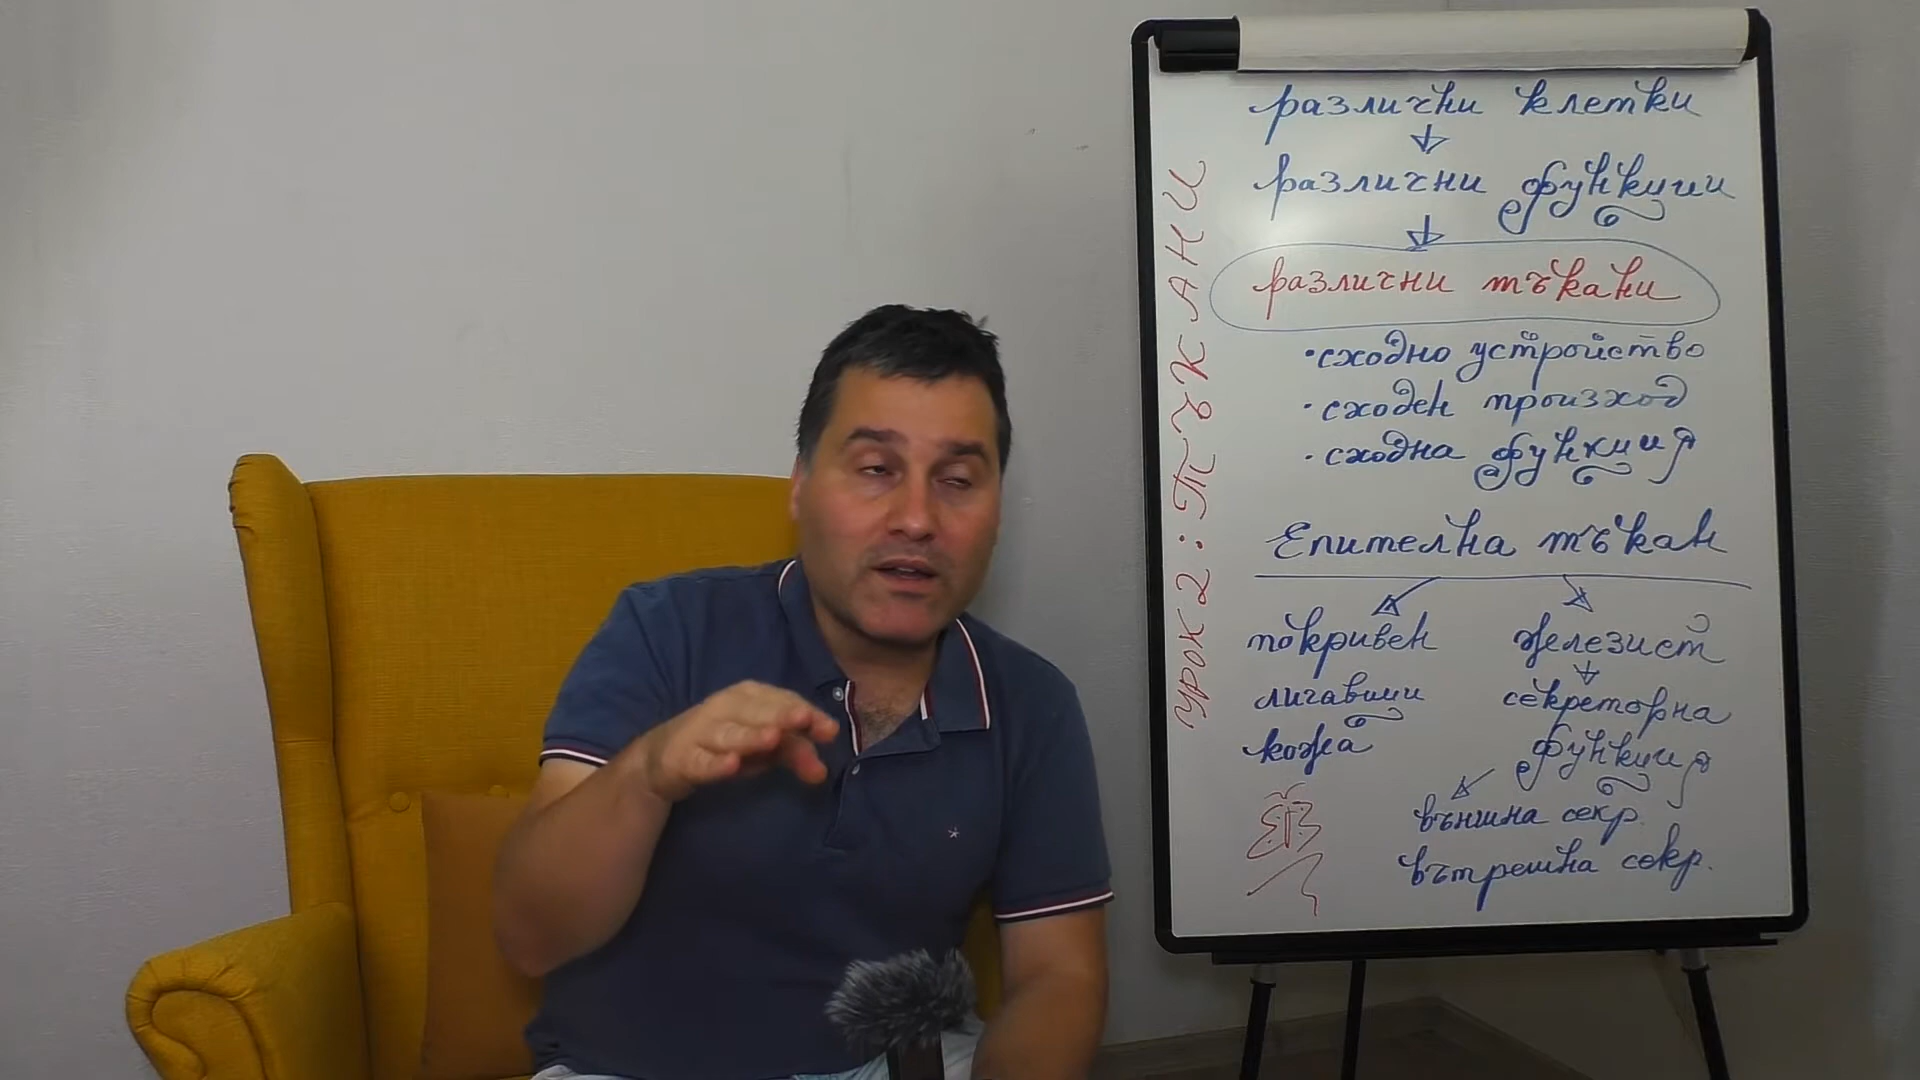 УРОК 2: ТЪКАНИ
различни клетки
различни функции
различни тъкани
• сходно устройство
• сходен произход
• сходна функция
Епителна тъкан
покривен
лигавици
кожа
железист
секреторна
функция
външна секр.
вътрешна секр.